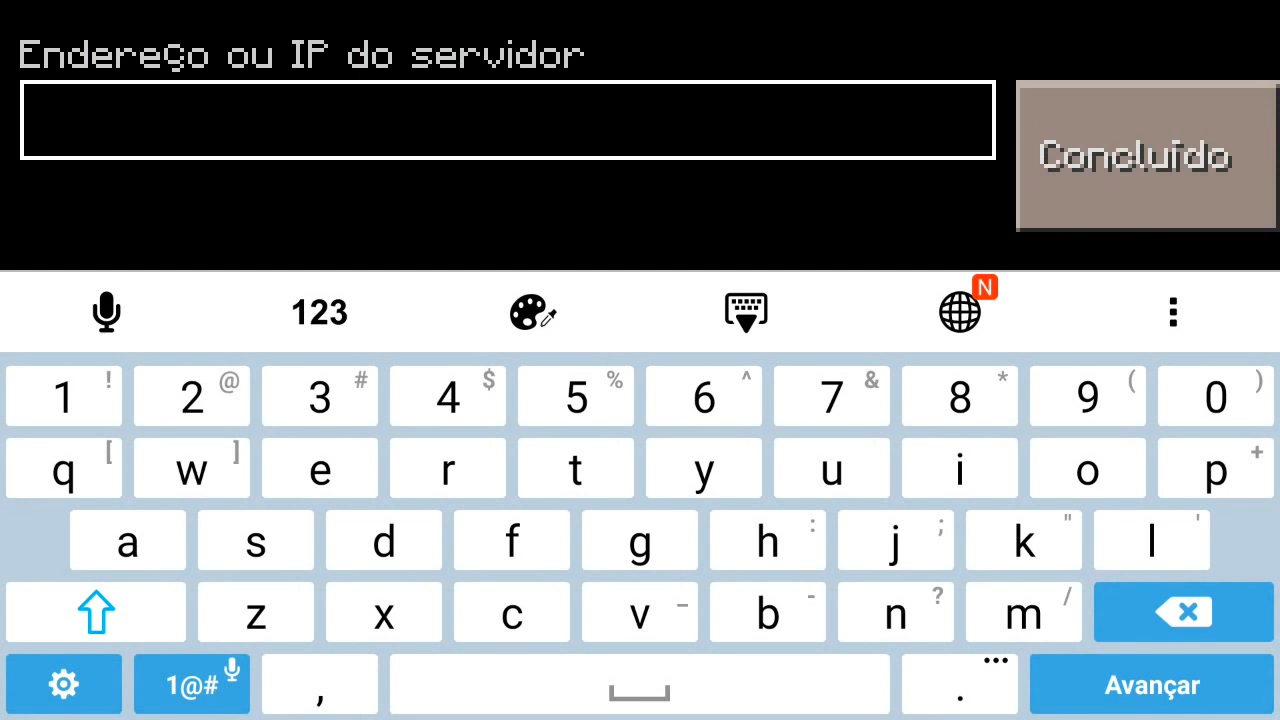 Endereço ou IP do servidor
Concluído
123
N
1 ! 2 @ 3 # 4 $ 5 % 6 ^ 7 & 8 * 9 ( 0 )
q [ w ] e r t y u i o p +
a s d f g h : j ; k " l '
z x c v _ b - n ? m /
1@# , . ... Avançar